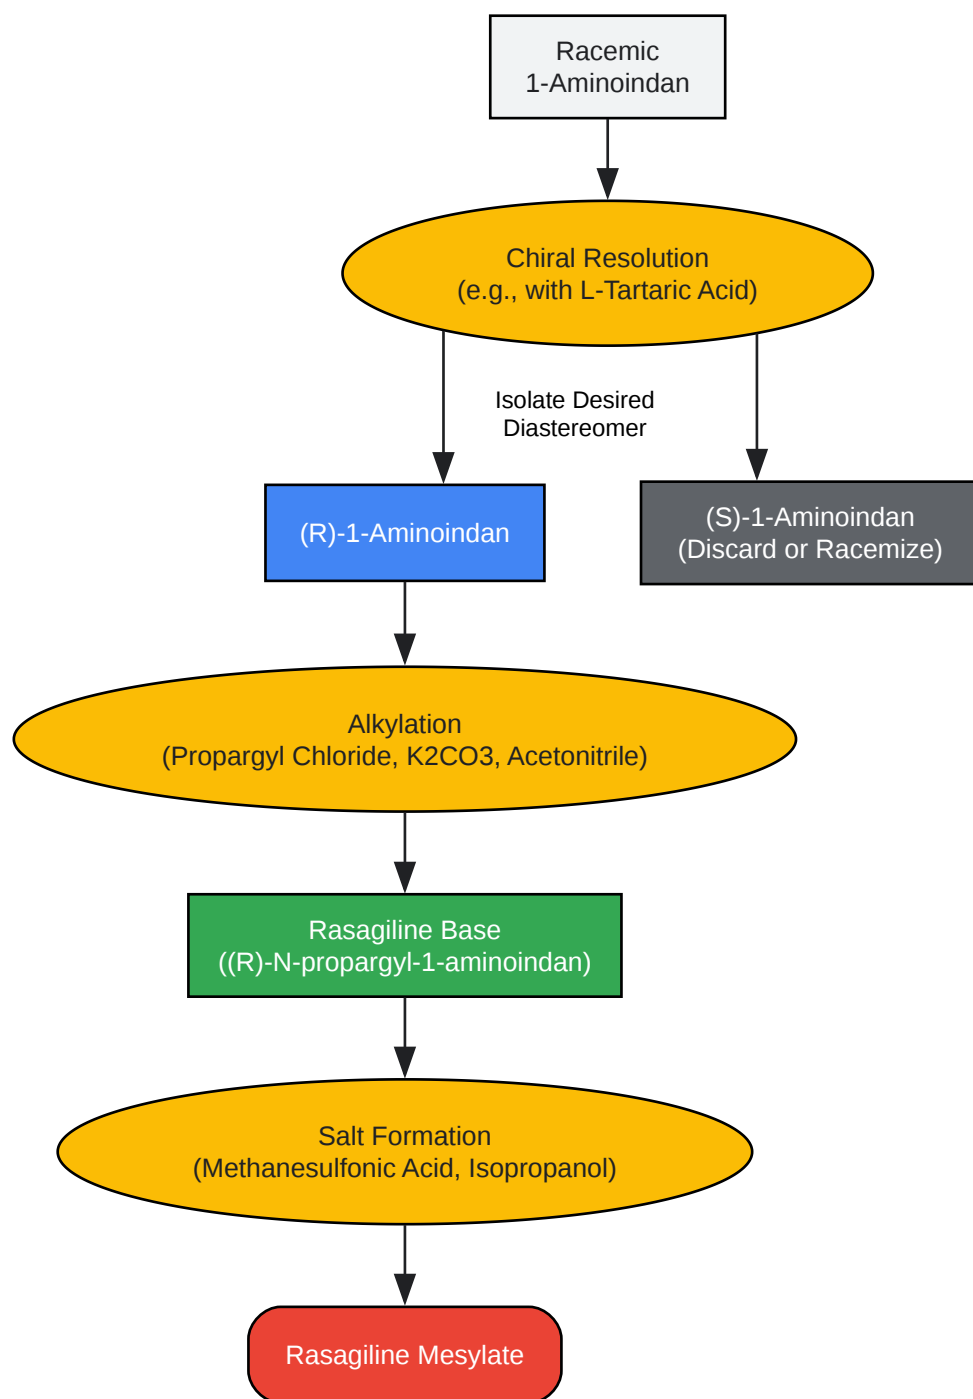 Racemic
1-Aminoindan
Chiral Resolution
(e.g., with L-Tartaric Acid)
Isolate Desired
Diastereomer
(R)-1-Aminoindan
(S)-1-Aminoindan
(Discard or Racemize)
Alkylation
(Propargyl Chloride, K2CO3, Acetonitrile)
Rasagiline Base
((R)-N-propargyl-1-aminoindan)
Salt Formation
(Methanesulfonic Acid, Isopropanol)
Rasagiline Mesylate